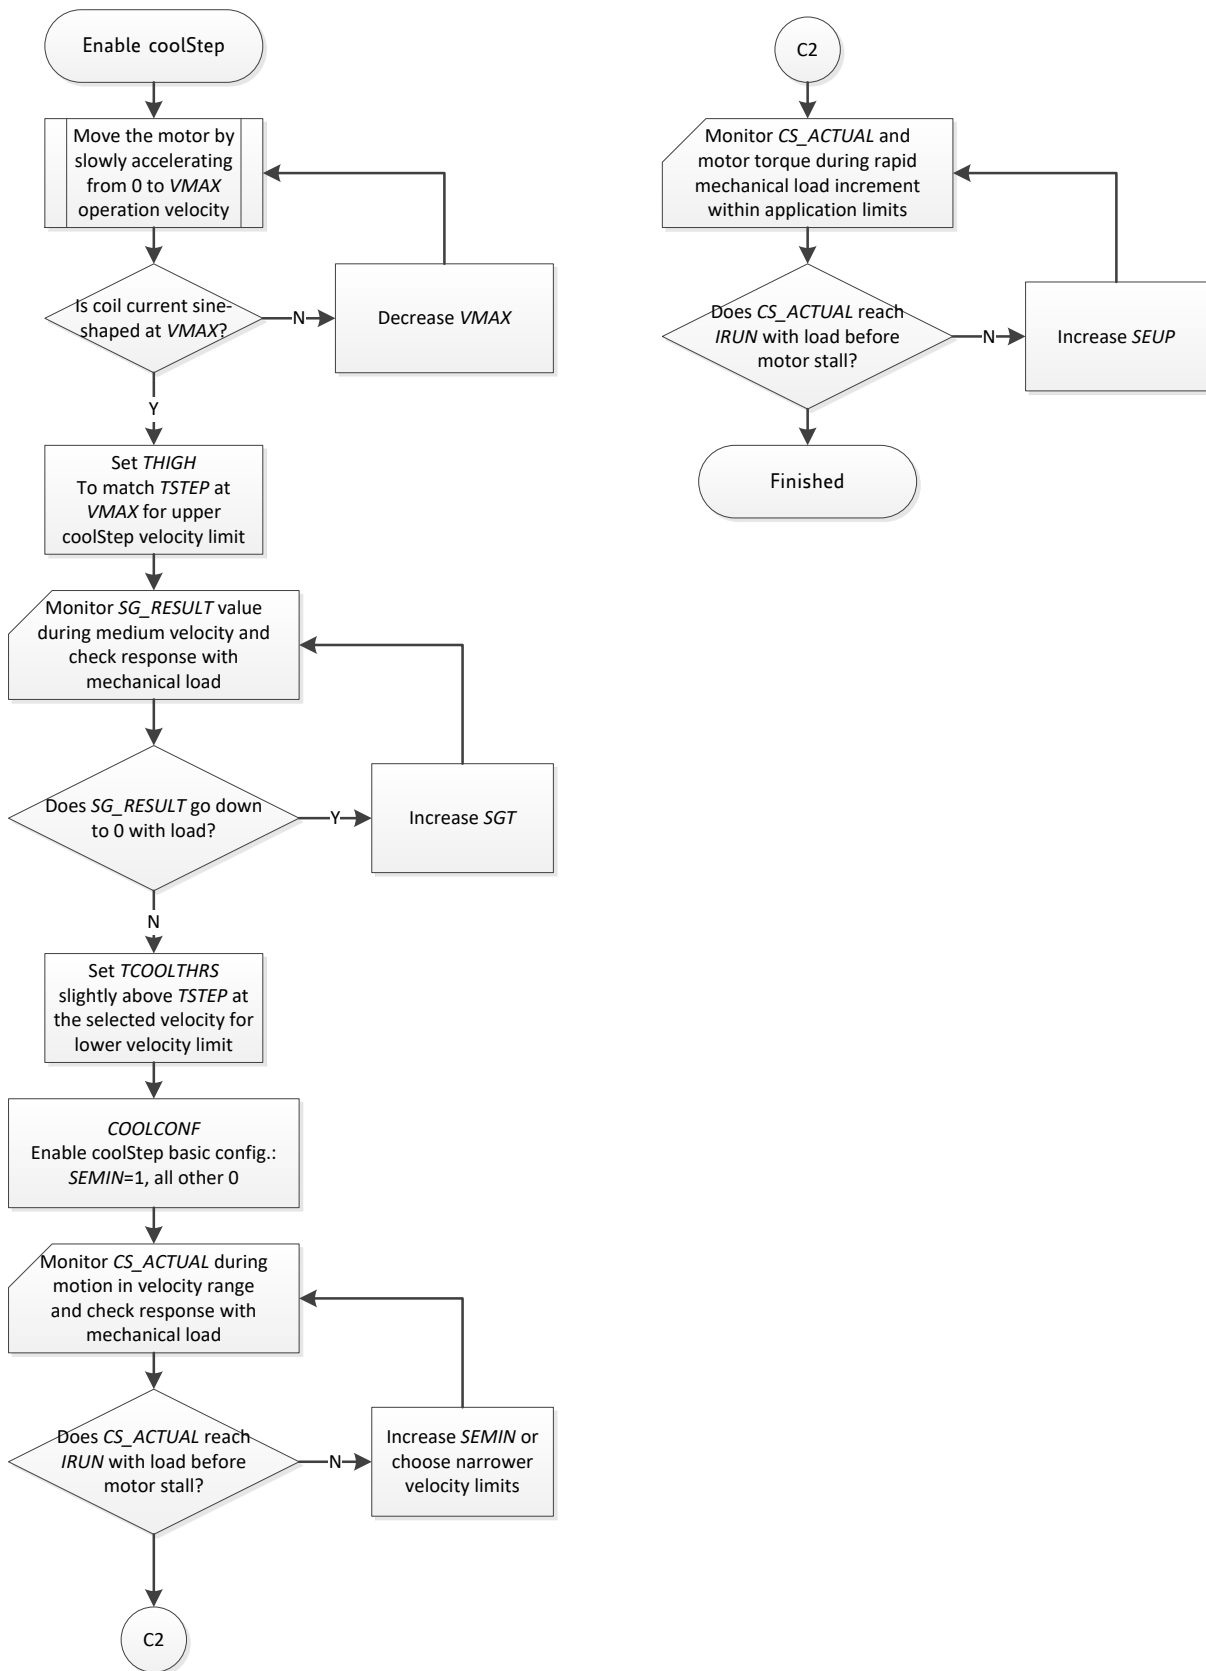 Enable coolStep
Move the motor by
slowly accelerating
from 0 to VMAX
operation velocity
Is coil current sine-
shaped at VMAX?
N
Decrease VMAX
Y
Set THIGH
To match TSTEP at
VMAX for upper
coolStep velocity limit
Monitor SG_RESULT value
during medium velocity and
check response with
mechanical load
Does SG_RESULT go down
to 0 with load?
Y
Increase SGT
N
Set TCOOLTHRS
slightly above TSTEP at
the selected velocity for
lower velocity limit
COOLCONF
Enable coolStep basic config.:
SEMIN=1, all other 0
Monitor CS_ACTUAL during
motion in velocity range
and check response with
mechanical load
Does CS_ACTUAL reach
IRUN with load before
motor stall?
N
Increase SEMIN or
choose narrower
velocity limits
C2
C2
Monitor CS_ACTUAL and
motor torque during rapid
mechanical load increment
within application limits
Does CS_ACTUAL reach
IRUN with load before
motor stall?
N
Increase SEUP
Finished